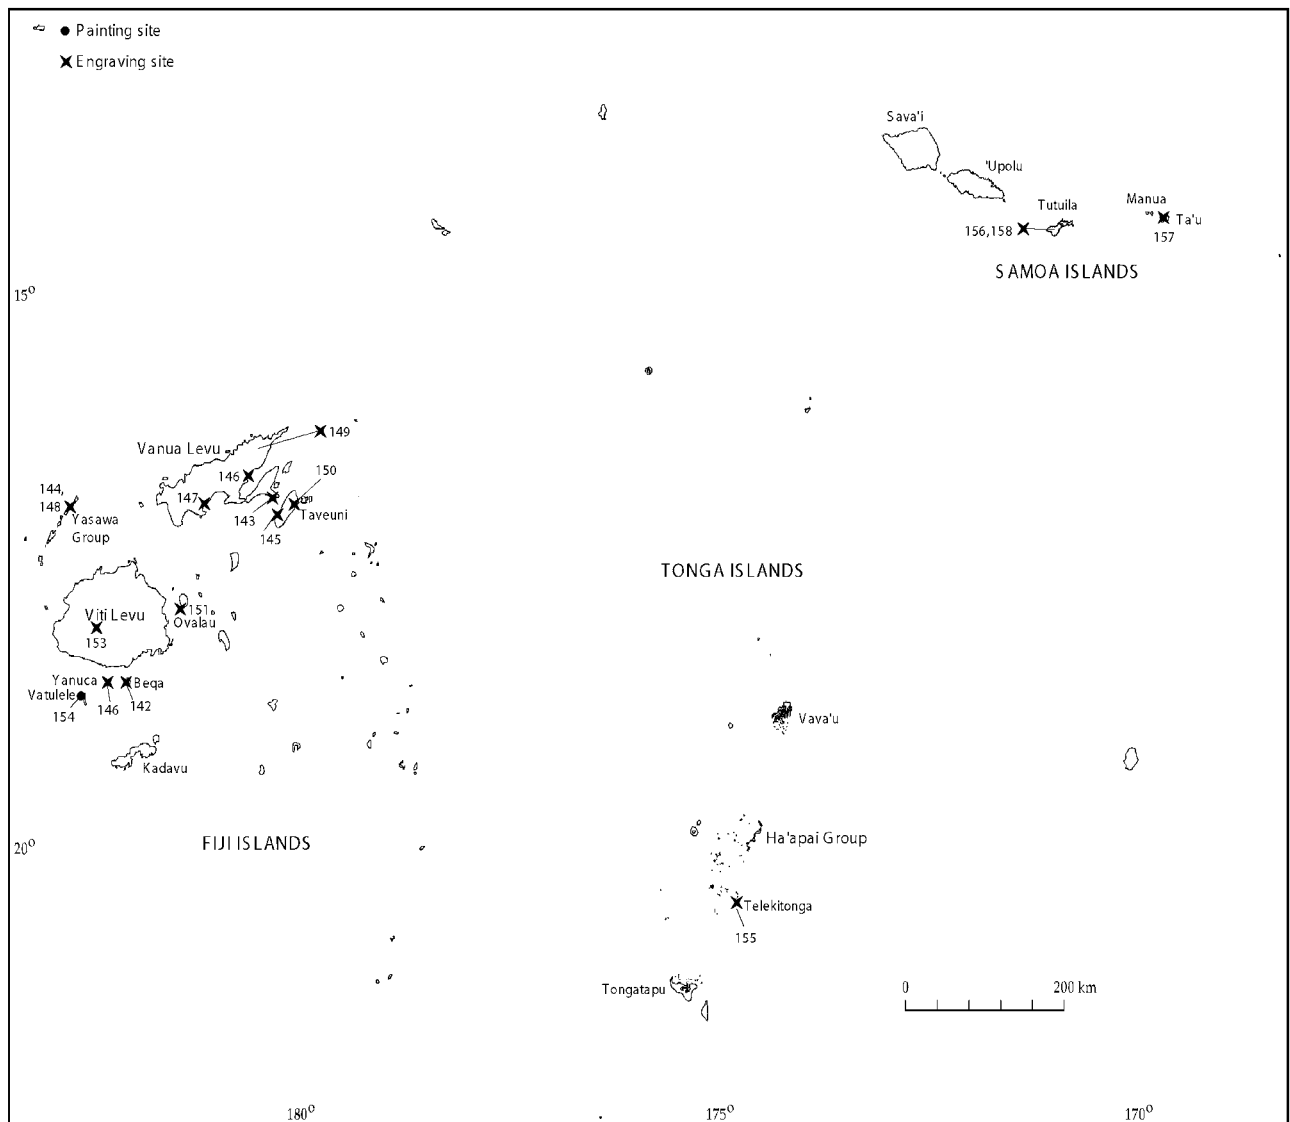 Painting site
Engraving site
Sava'i
'Upolu
Tutuila
Manua
Ta'u
156,158
157
SAMOA ISLANDS
15°
149
Vanua Levu
146
150
144,
148
147
Yasawa
Group
143
Taveuni
145
TONGA ISLANDS
151
Viti Levu
Ovalau
153
Yanuca
Beqa
Vatulele
154
146
142
Vava'u
Kadavu
20°
FIJI ISLANDS
Ha'apai Group
Telekitonga
155
Tongatapu
0 200 km
180° 175° 170°